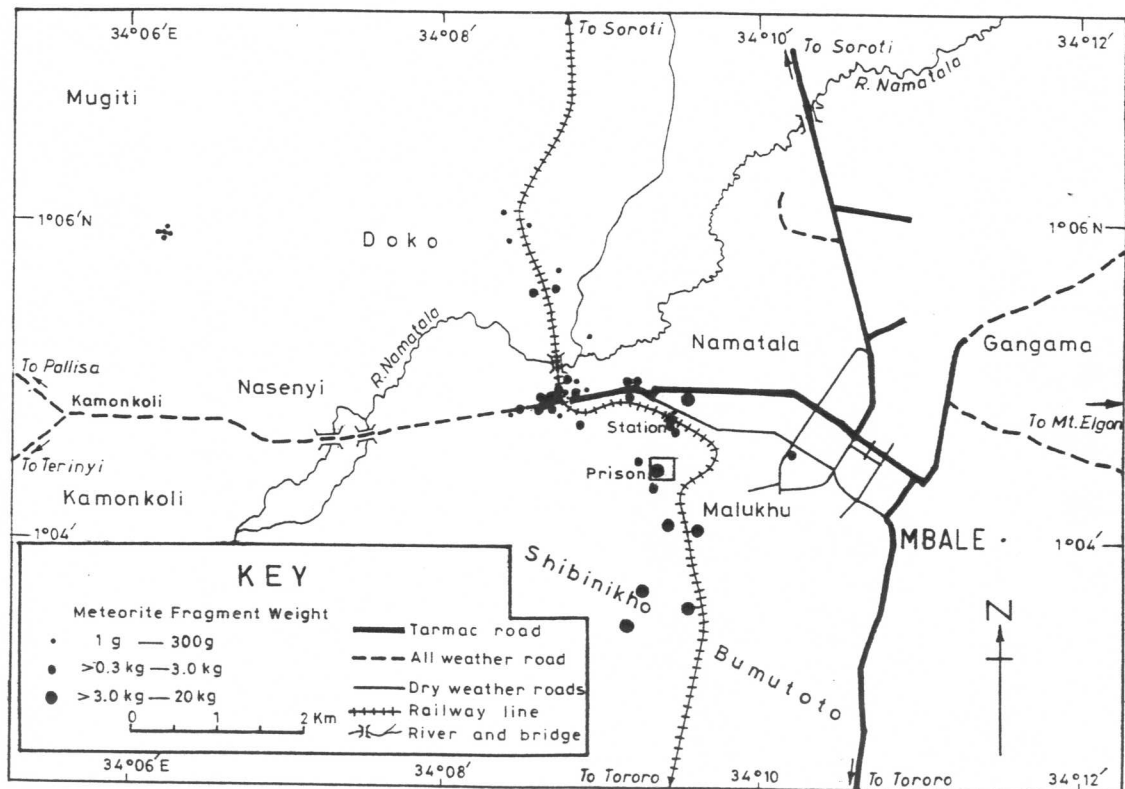 34°06′E
34°08′
34°10′
34°12′
To Soroti
To Soroti
R. Namatala
Mugiti
1°06′N
1°06′N
Doko
R. Namatala
Namatala
Gangama
To Pallisa
Nasenyi
Kamonkoli
To Mt. Elgon
Station
To Terinyi
Prison
Kamonkoli
Malukhu
1°04′
MBALE
1°04′
Shibinikho
KEY
Meteorite Fragment Weight
1 g — 300g
>0.3 kg — 3.0 kg
>3.0 kg — 20 kg
0 1 2 Km
Tarmac road
All weather road
Dry weather roads
Railway line
River and bridge
Bumutoto
N
To Tororo
To Tororo
34°06′E
34°08′
34°10′
34°12′